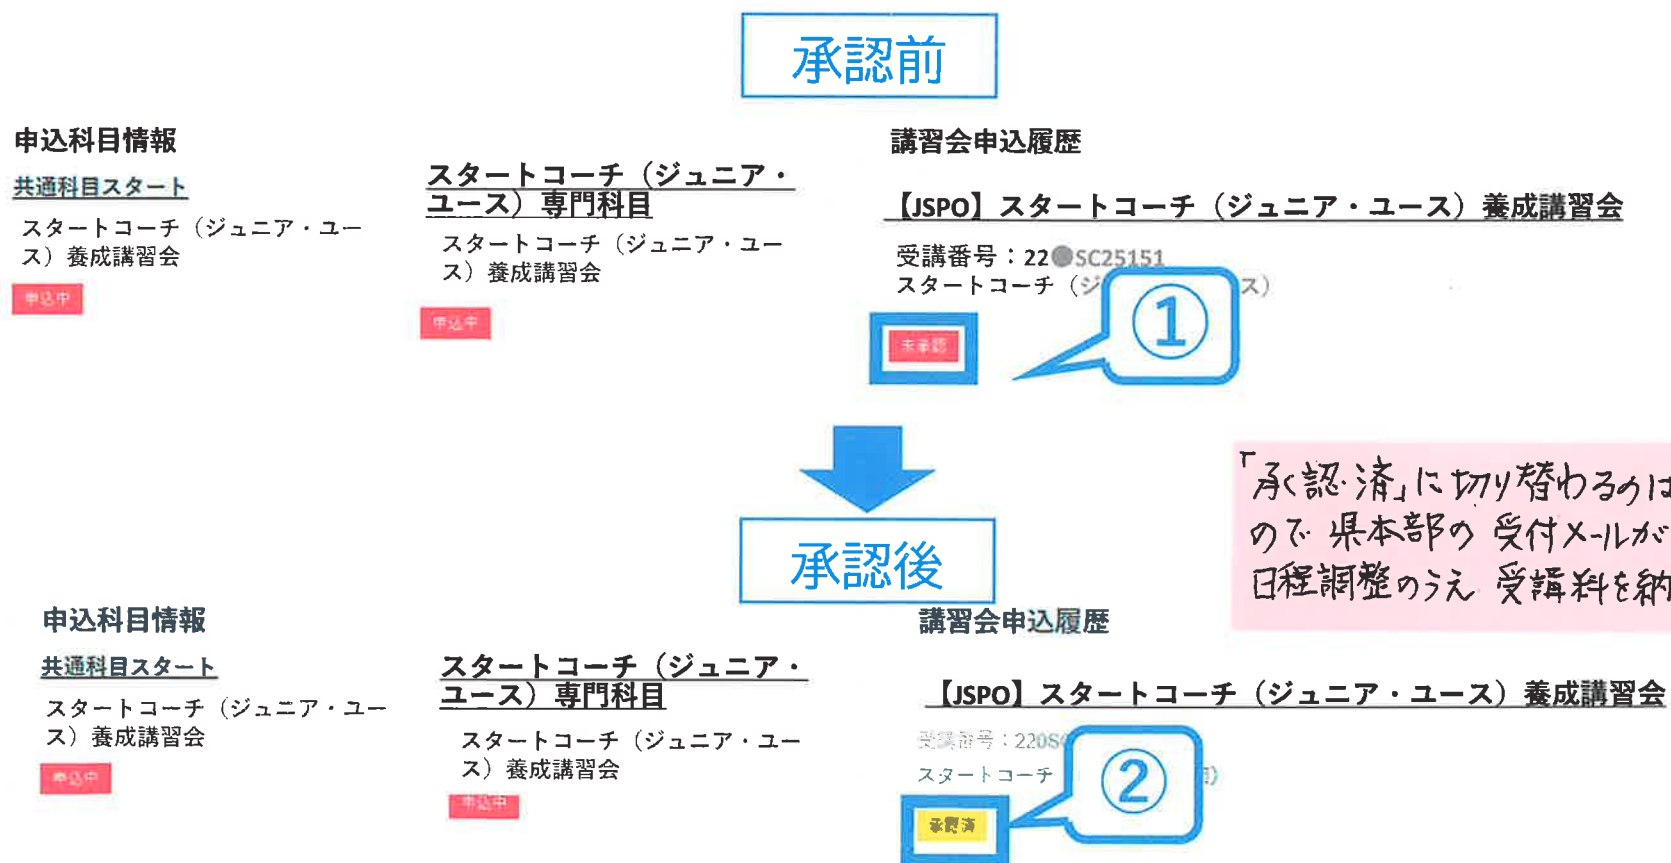 承認前
申込科目情報
共通科目スタート
スタートコーチ（ジュニア・ユー
ス）養成講習会
申込中
スタートコーチ（ジュニア・
ユース）専門科目
スタートコーチ（ジュニア・ユー
ス）養成講習会
申込中
講習会申込履歴
【JSPO】スタートコーチ（ジュニア・ユース）養成講習会
受講番号：22●SC25151
スタートコーチ（ジ
ス）
未承認
①
「承認済」に切り替わるのは
ので 県本部の 受付メールが
日程調整のうえ 受講料を納
承認後
申込科目情報
共通科目スタート
スタートコーチ（ジュニア・ユー
ス）養成講習会
申込中
スタートコーチ（ジュニア・
ユース）専門科目
スタートコーチ（ジュニア・ユー
ス）養成講習会
申込中
講習会申込履歴
【JSPO】スタートコーチ（ジュニア・ユース）養成講習会
受講番号：220S
スタートコーチ
承認済
②